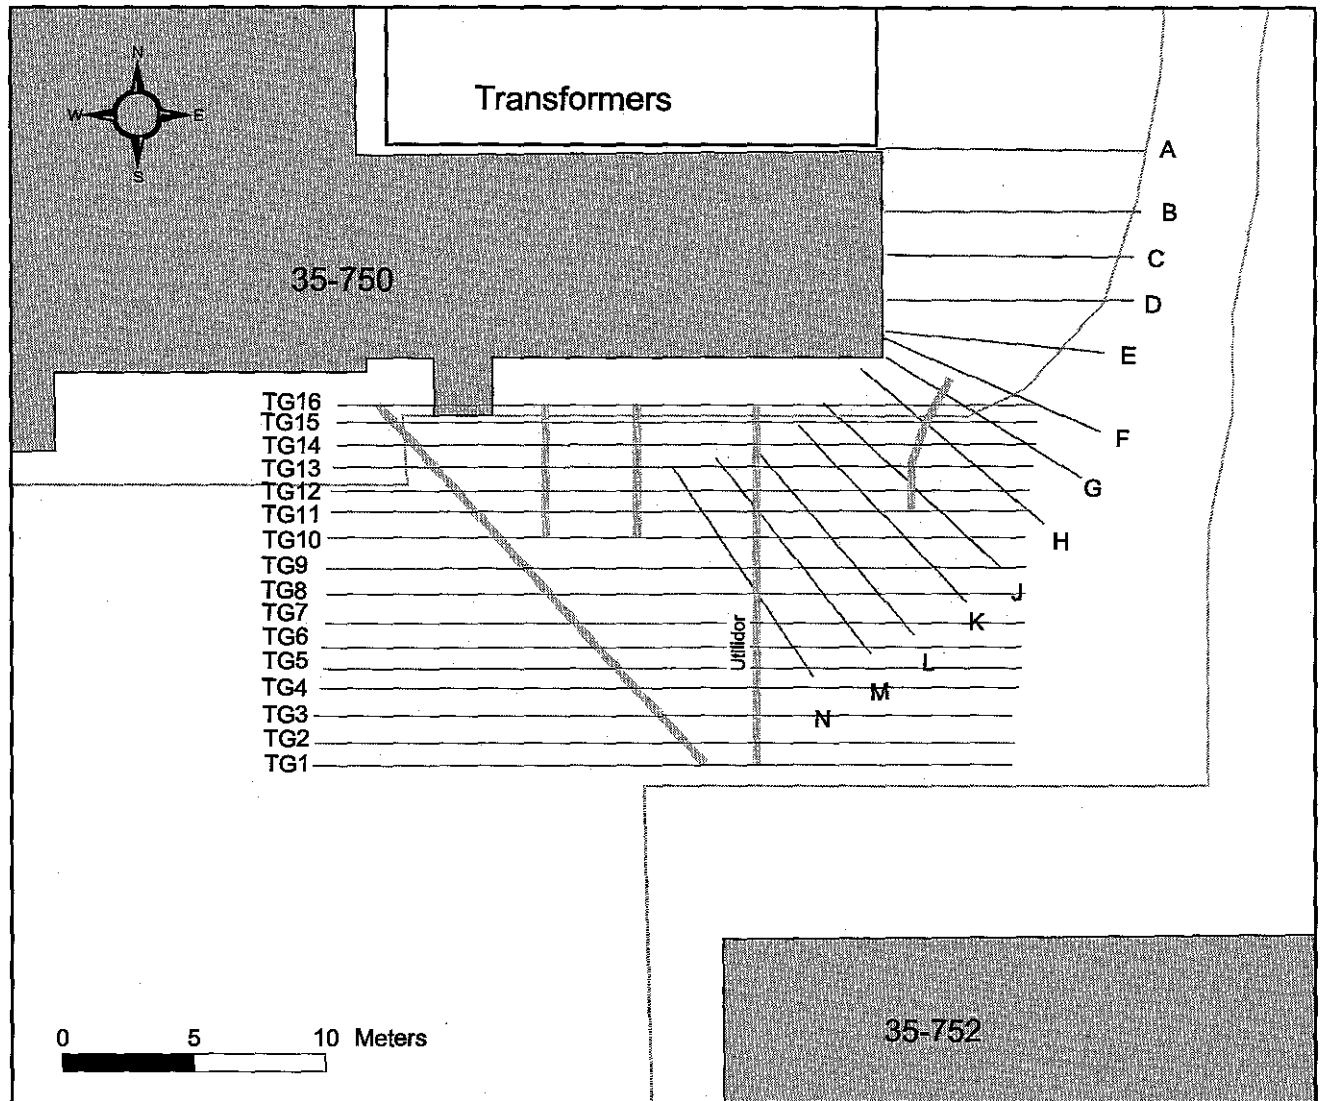 N
W E
S
Transformers
A
B
C
D
E
F
G
H
J
K
L
M
N
35-750
TG16
TG15
TG14
TG13
TG12
TG11
TG10
TG9
TG8
TG7
TG6
TG5
TG4
TG3
TG2
TG1
Utilidor
35-752
0 5 10 Meters